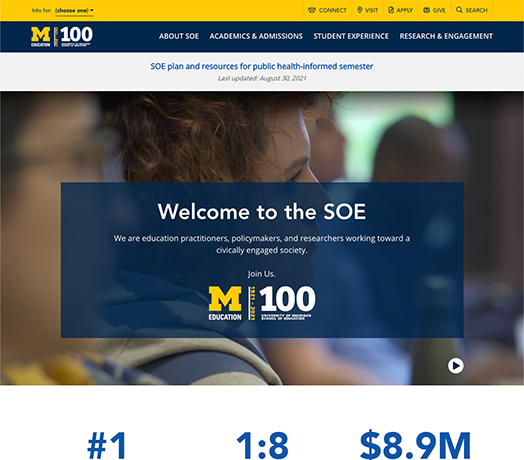 Info for: (choose one)
CONNECT VISIT APPLY GIVE SEARCH
M EDUCATION 100
ABOUT SOE ACADEMICS & ADMISSIONS STUDENT EXPERIENCE RESEARCH & ENGAGEMENT
SOE plan and resources for public health-informed semester
Last updated: August 30, 2021
Welcome to the SOE
We are education practitioners, policymakers, and researchers working toward a
civically engaged society.
Join Us.
M EDUCATION 1921-2021 100
UNIVERSITY OF MICHIGAN
SCHOOL OF EDUCATION
#1 1:8 $8.9M